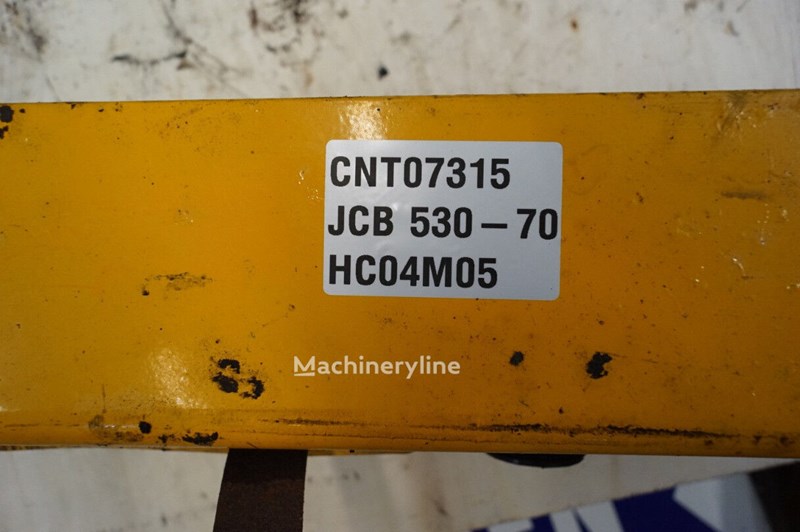 CNT07315
JCB 530-70
HC04M05
Machineryline